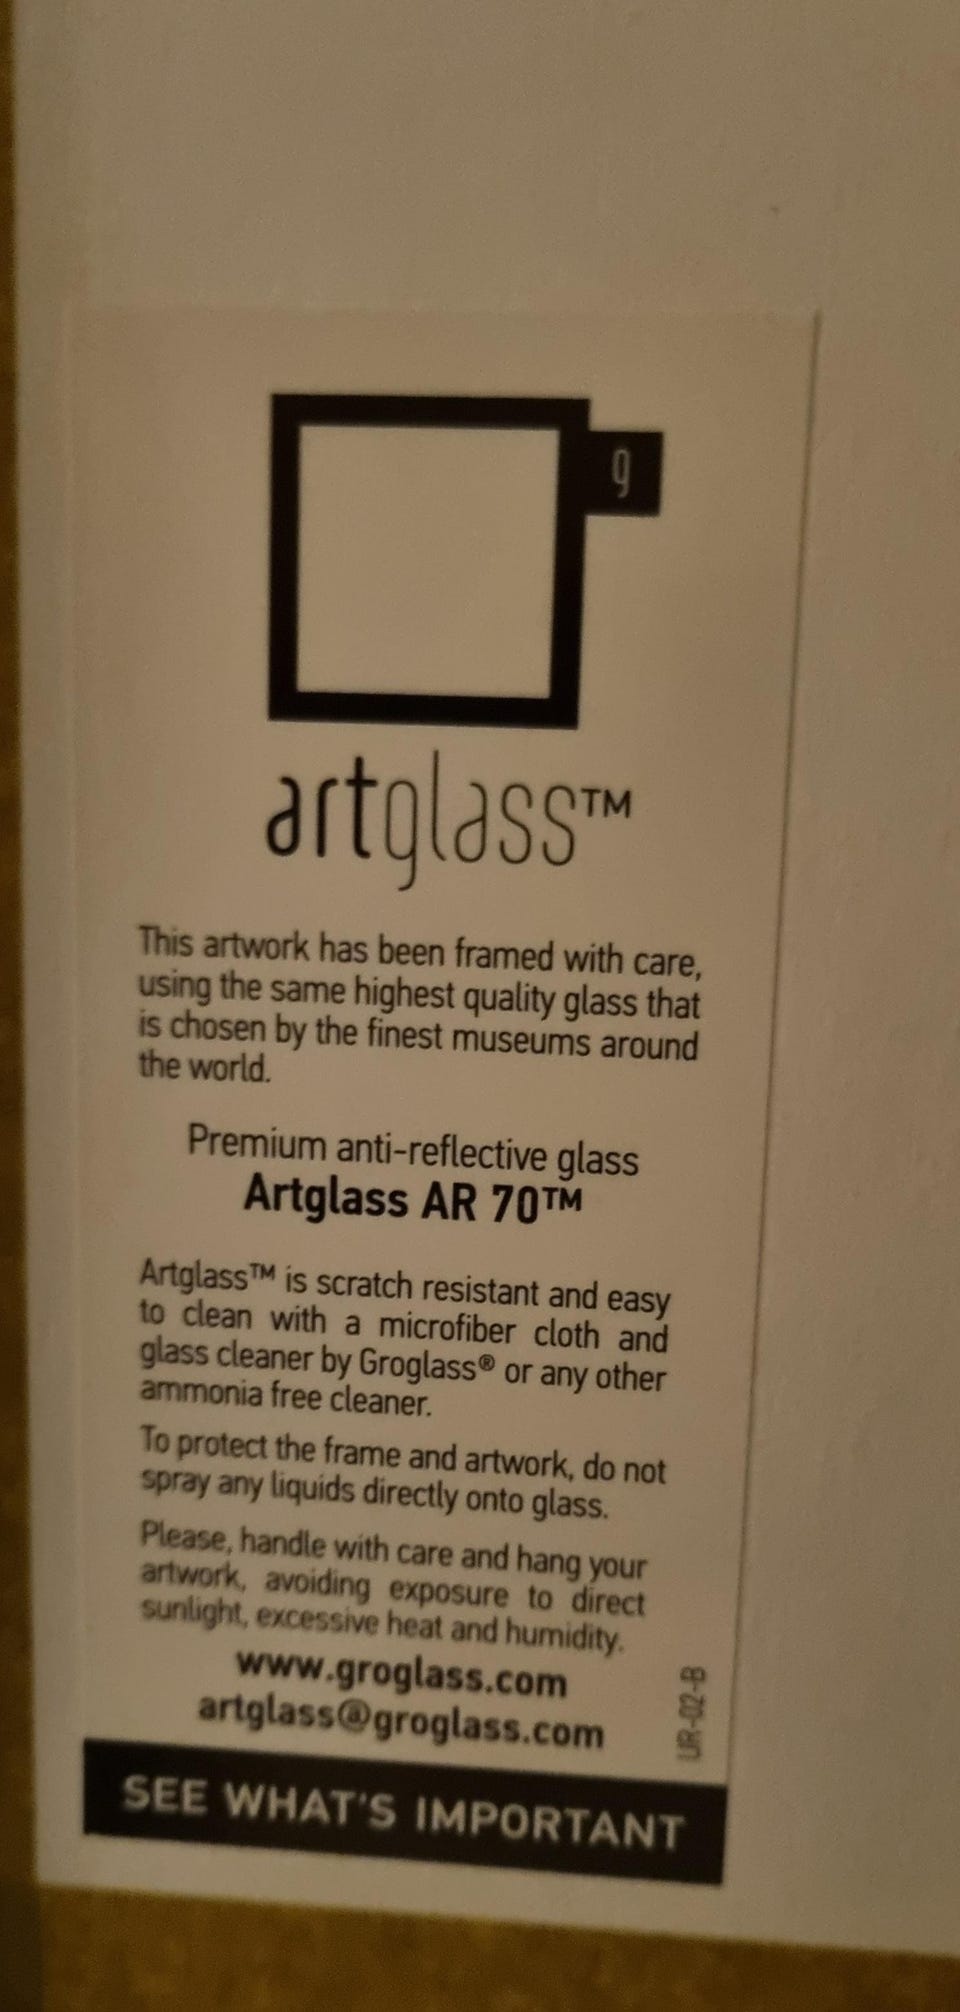 g
artglass™
This artwork has been framed with care,
using the same highest quality glass that
is chosen by the finest museums around
the world.
Premium anti-reflective glass
Artglass AR 70™
Artglass™ is scratch resistant and easy
to clean with a microfiber cloth and
glass cleaner by Groglass® or any other
ammonia free cleaner.
To protect the frame and artwork, do not
spray any liquids directly onto glass.
Please, handle with care and hang your
artwork, avoiding exposure to direct
sunlight, excessive heat and humidity.
www.groglass.com
artglass@groglass.com
UR-02-B
SEE WHAT'S IMPORTANT